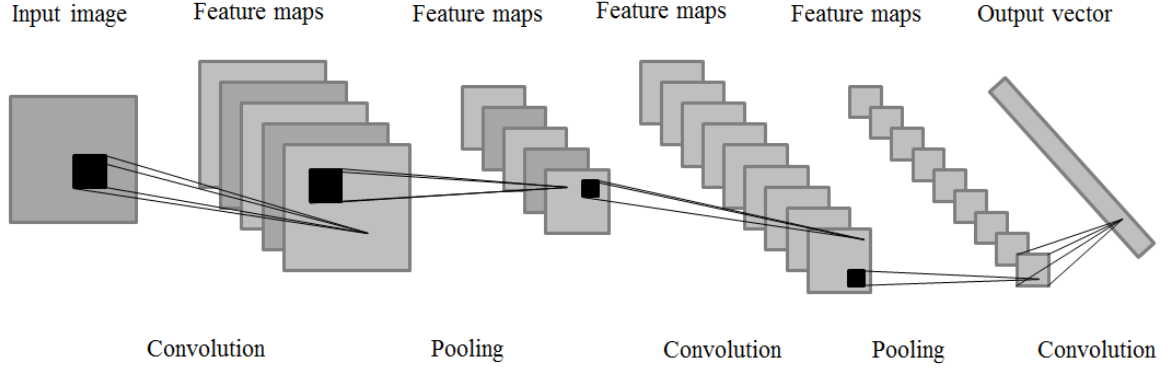 Input image
Feature maps
Feature maps
Feature maps
Feature maps
Output vector
Convolution
Pooling
Convolution
Pooling
Convolution